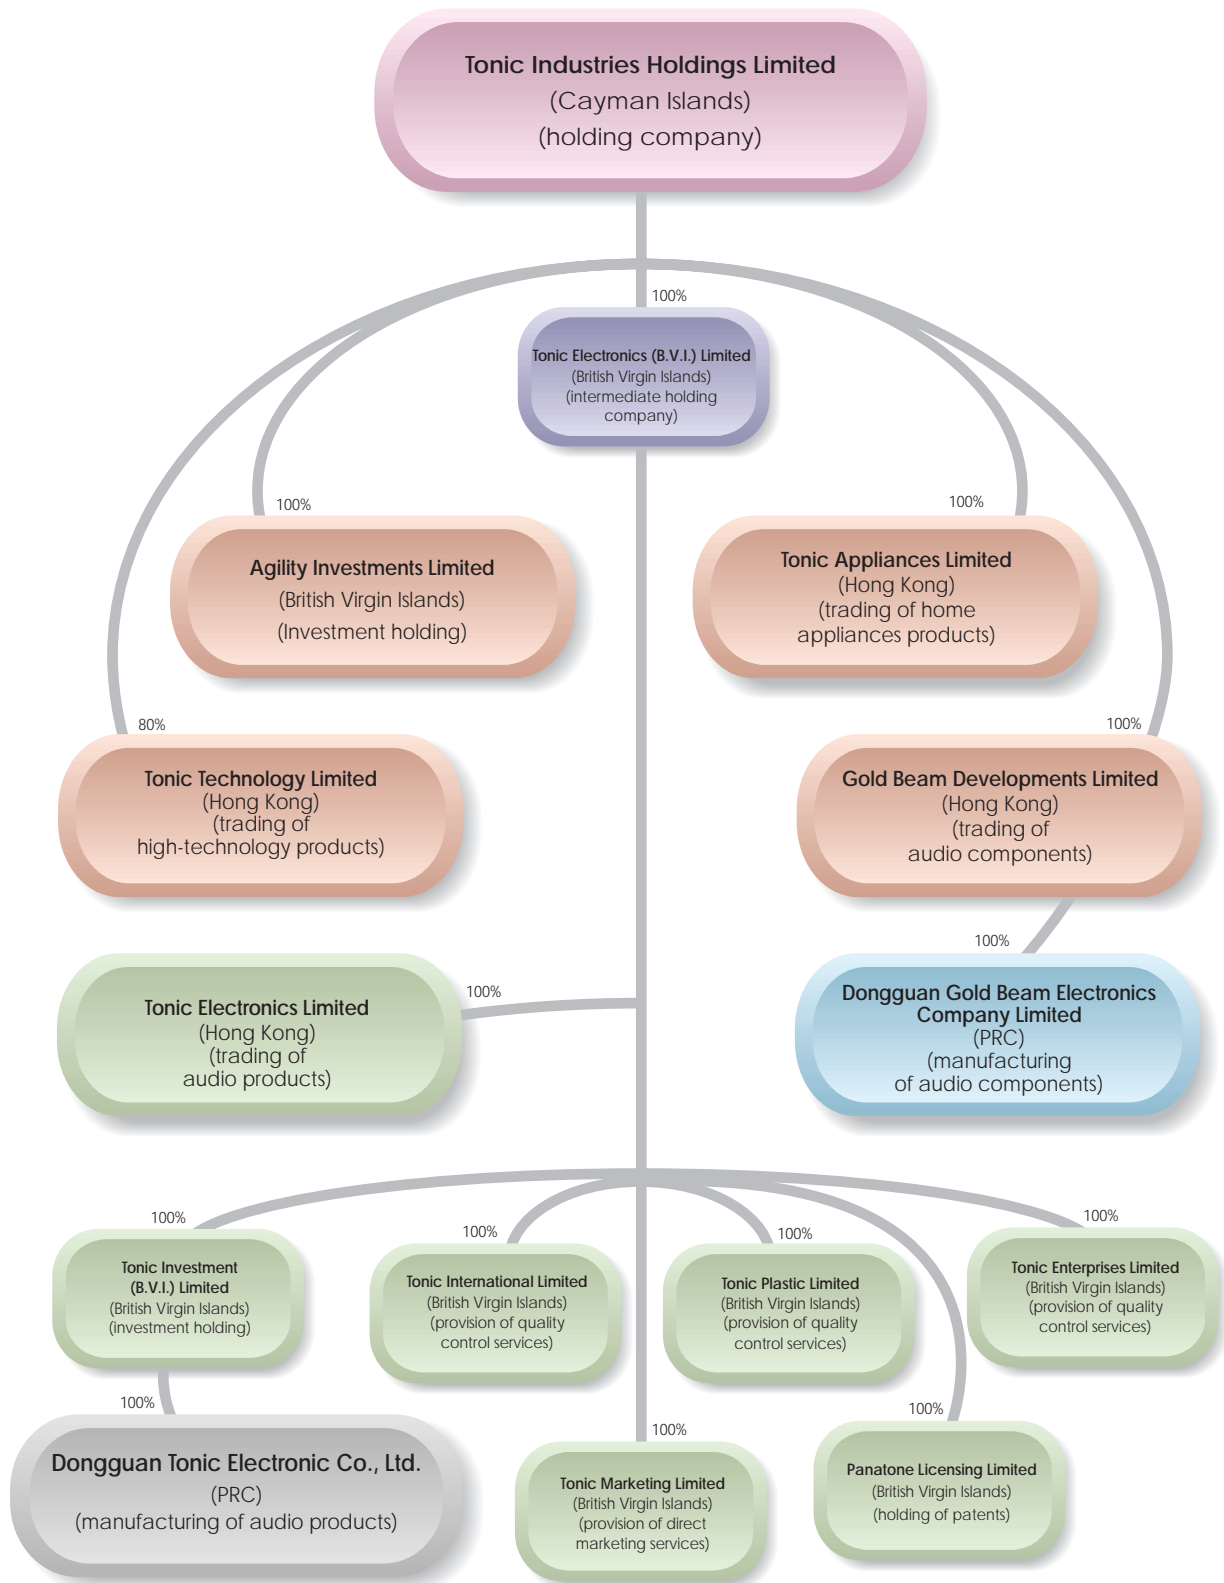 Tonic Industries Holdings Limited
(Cayman Islands)
(holding company)
100%
Tonic Electronics (B.V.I.) Limited
(British Virgin Islands)
(intermediate holding
company)
100%
Agility Investments Limited
(British Virgin Islands)
(Investment holding)
100%
Tonic Appliances Limited
(Hong Kong)
(trading of home
appliances products)
80%
Tonic Technology Limited
(Hong Kong)
(trading of
high-technology products)
100%
Gold Beam Developments Limited
(Hong Kong)
(trading of
audio components)
100%
Tonic Electronics Limited
(Hong Kong)
(trading of
audio products)
100%
Dongguan Gold Beam Electronics
Company Limited
(PRC)
(manufacturing
of audio components)
100%
Tonic Investment
(B.V.I.) Limited
(British Virgin Islands)
(investment holding)
100%
Tonic International Limited
(British Virgin Islands)
(provision of quality
control services)
100%
Tonic Plastic Limited
(British Virgin Islands)
(provision of quality
control services)
100%
Tonic Enterprises Limited
(British Virgin Islands)
(provision of quality
control services)
100%
Dongguan Tonic Electronic Co., Ltd.
(PRC)
(manufacturing of audio products)
100%
Tonic Marketing Limited
(British Virgin Islands)
(provision of direct
marketing services)
100%
Panatone Licensing Limited
(British Virgin Islands)
(holding of patents)